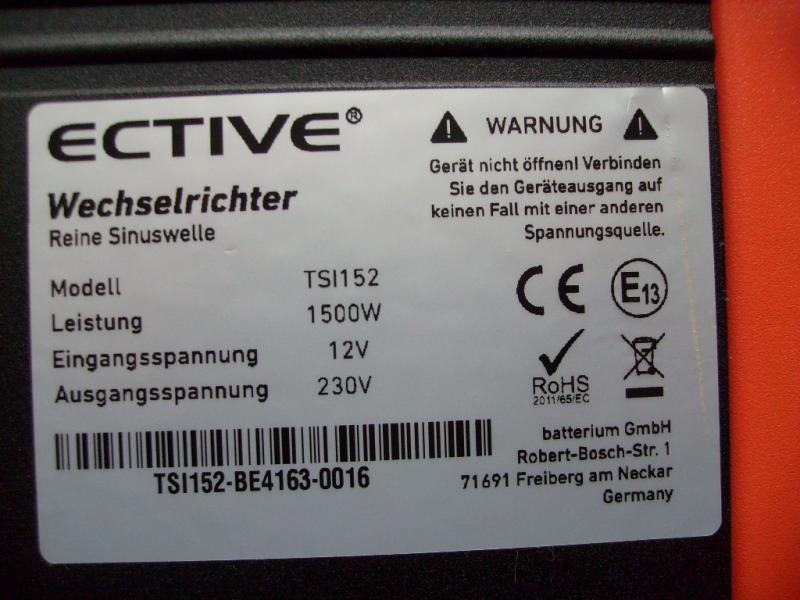 ECTIVE®
Wechselrichter
Reine Sinuswelle
Modell TSI152
Leistung 1500W
Eingangsspannung 12V
Ausgangsspannung 230V
TSI152-BE4163-0016
WARNUNG
Gerät nicht öffnen! Verbinden
Sie den Geräteausgang auf
keinen Fall mit einer anderen
Spannungsquelle.
CE E13
RoHS
2011/65/EC
batterium GmbH
Robert-Bosch-Str. 1
71691 Freiberg am Neckar
Germany